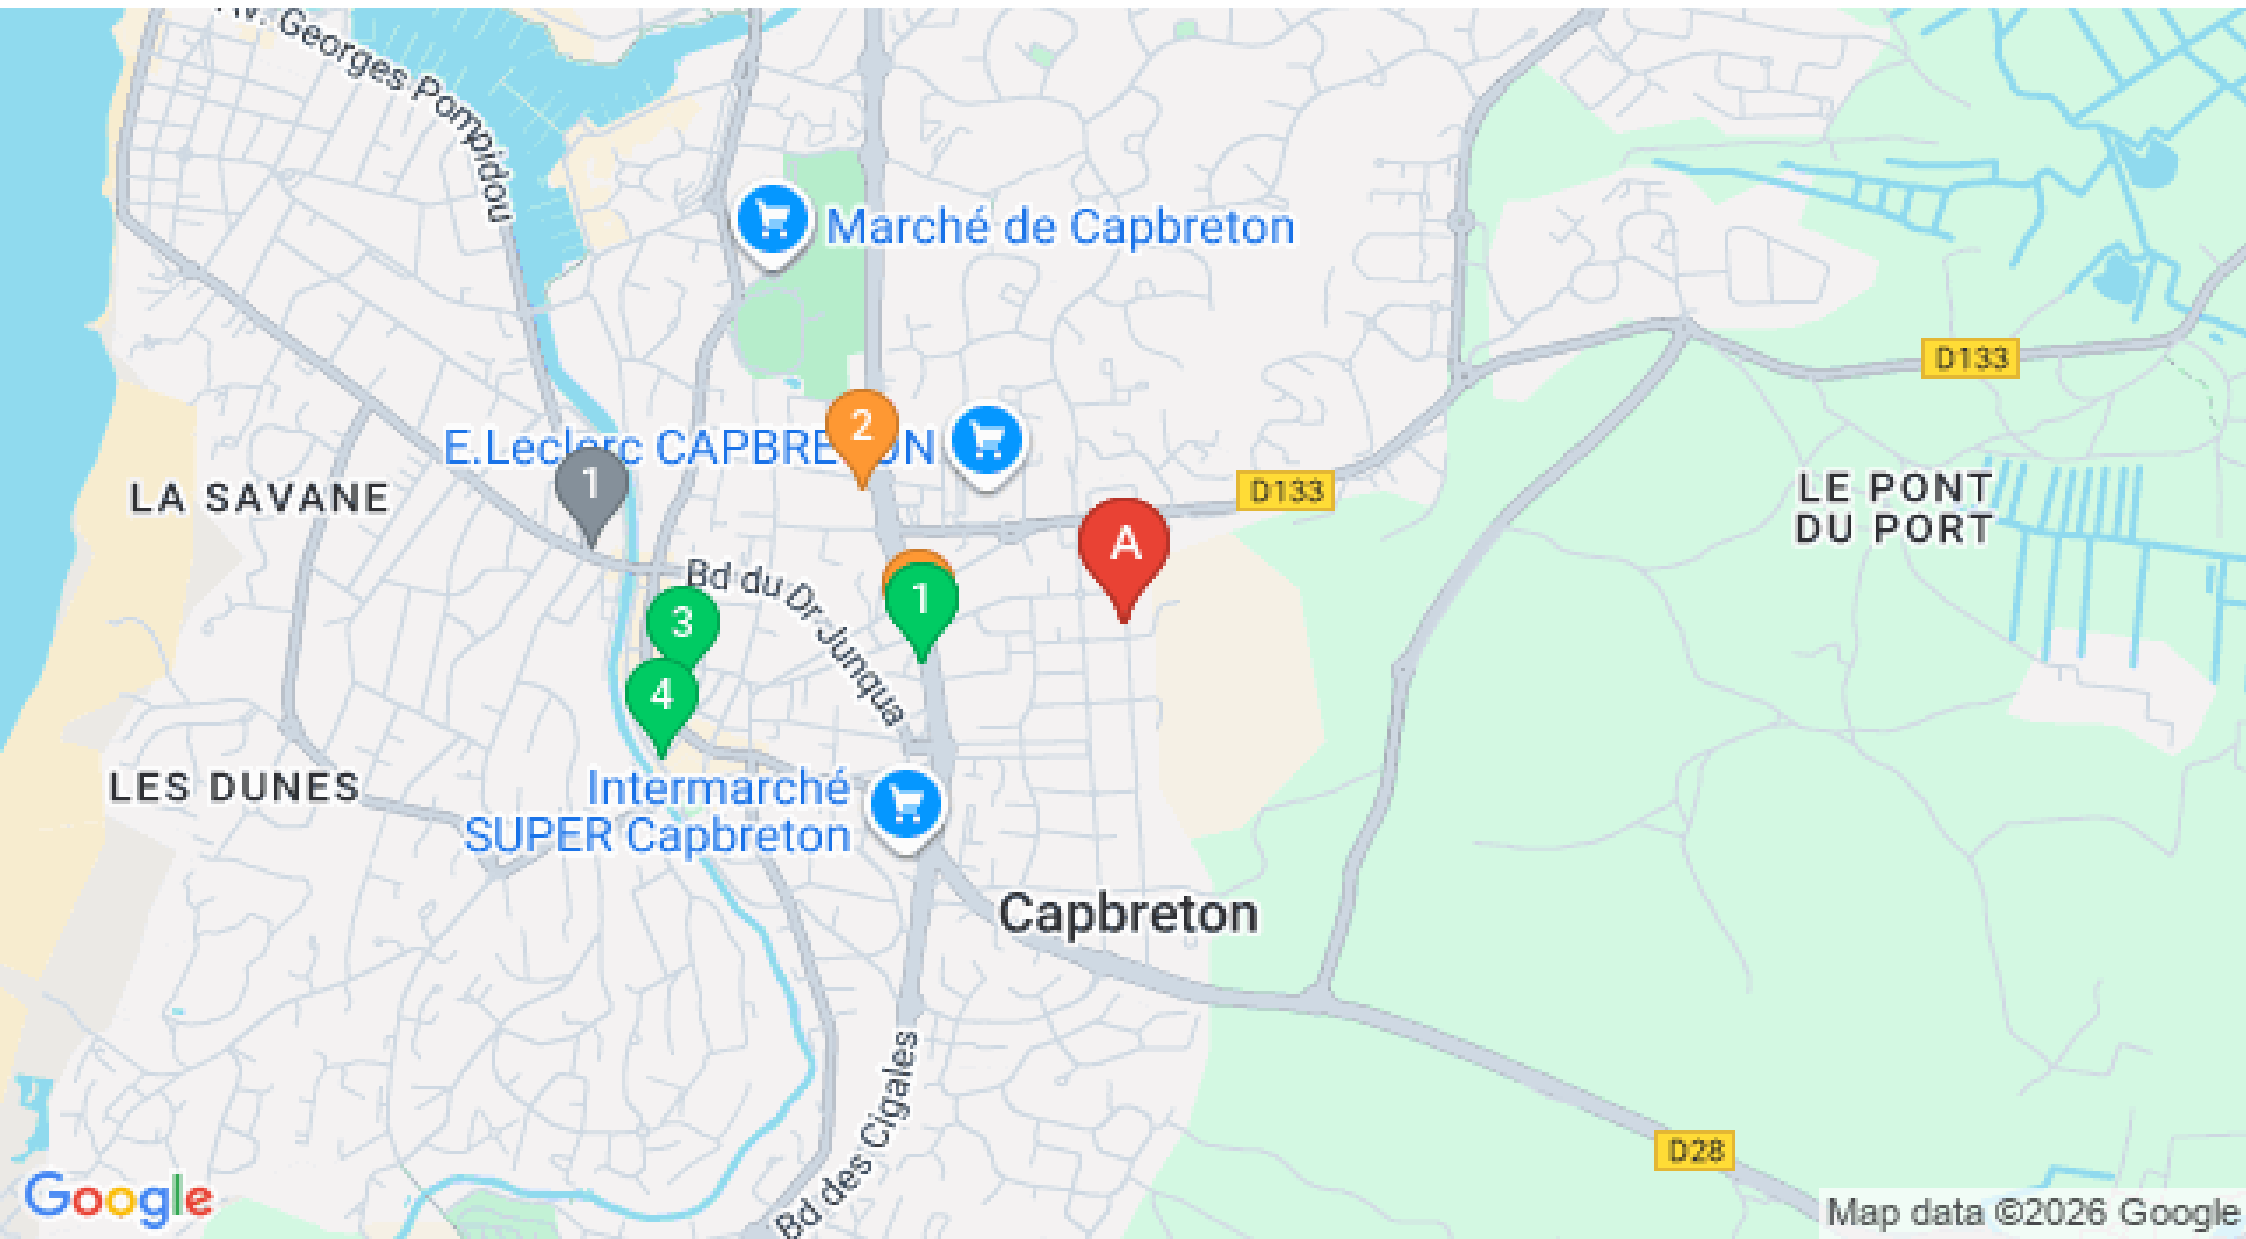 Av. Georges Pompidou
Marché de Capbreton
D133
2
E.Leclerc CAPBRE
N
1
LA SAVANE
D133
LE PONT
DU PORT
A
Bd du Dr Junqua
1
3
4
LES DUNES
Intermarché
SUPER Capbreton
Capbreton
Bd des Cigales
D28
Google
Map data ©2026 Google